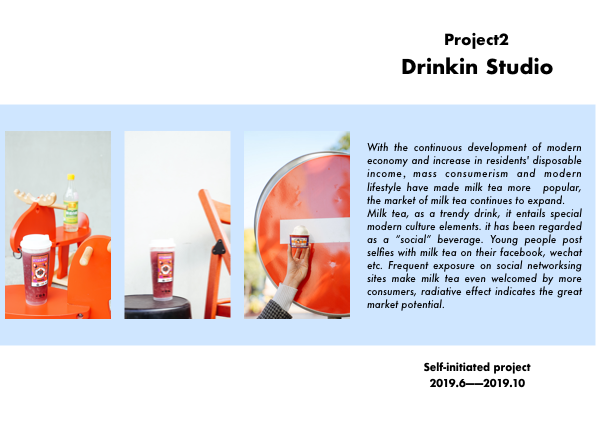 Project2
Drinkin Studio
With the continuous development of modern
economy and increase in residents' disposable
income, mass consumerism and modern
lifestyle have made milk tea more popular,
the market of milk tea continues to expand.
Milk tea, as a trendy drink, it entails special
modern culture elements. it has been regarded
as a "social" beverage. Young people post
selfies with milk tea on their facebook, wechat
etc. Frequent exposure on social networksing
sites make milk tea even welcomed by more
consumers, radiative effect indicates the great
market potential.
Self-initiated project
2019.6——2019.10